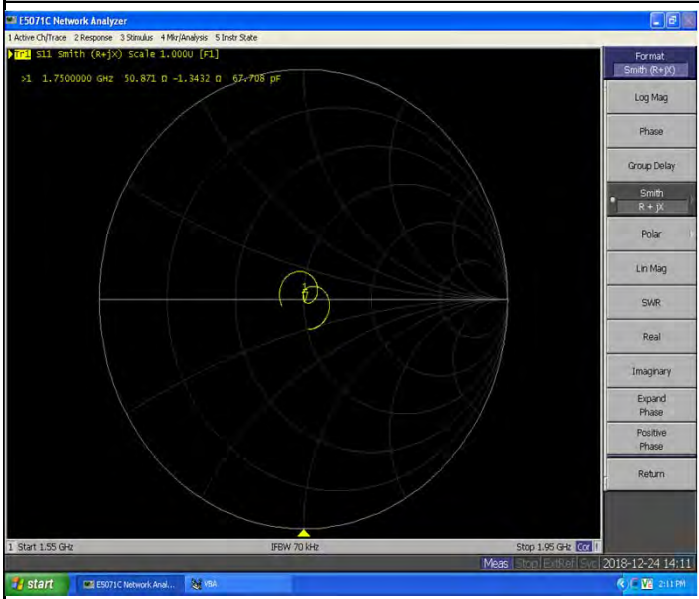 E5071C Network Analyzer
1 Active Ch/Trace 2 Response 3 Stimulus 4 Mkr/Analysis 5 Instr State
Tr1 S11 Smith (R+jX) Scale 1.000U [F1]
>1 1.7500000 GHz 50.871 Ω -1.3432 Ω 67.708 pF
1
Format
Smith (R+jX)
Log Mag
Phase
Group Delay
Smith
R + jX
Polar
Lin Mag
SWR
Real
Imaginary
Expand
Phase
Positive
Phase
Return
1 Start 1.55 GHz IFBW 70 kHz Stop 1.95 GHz Cor !
Meas Stop ExtRef Svc 2018-12-24 14:11
start E5071C Network Anal... VBA 2:11 PM